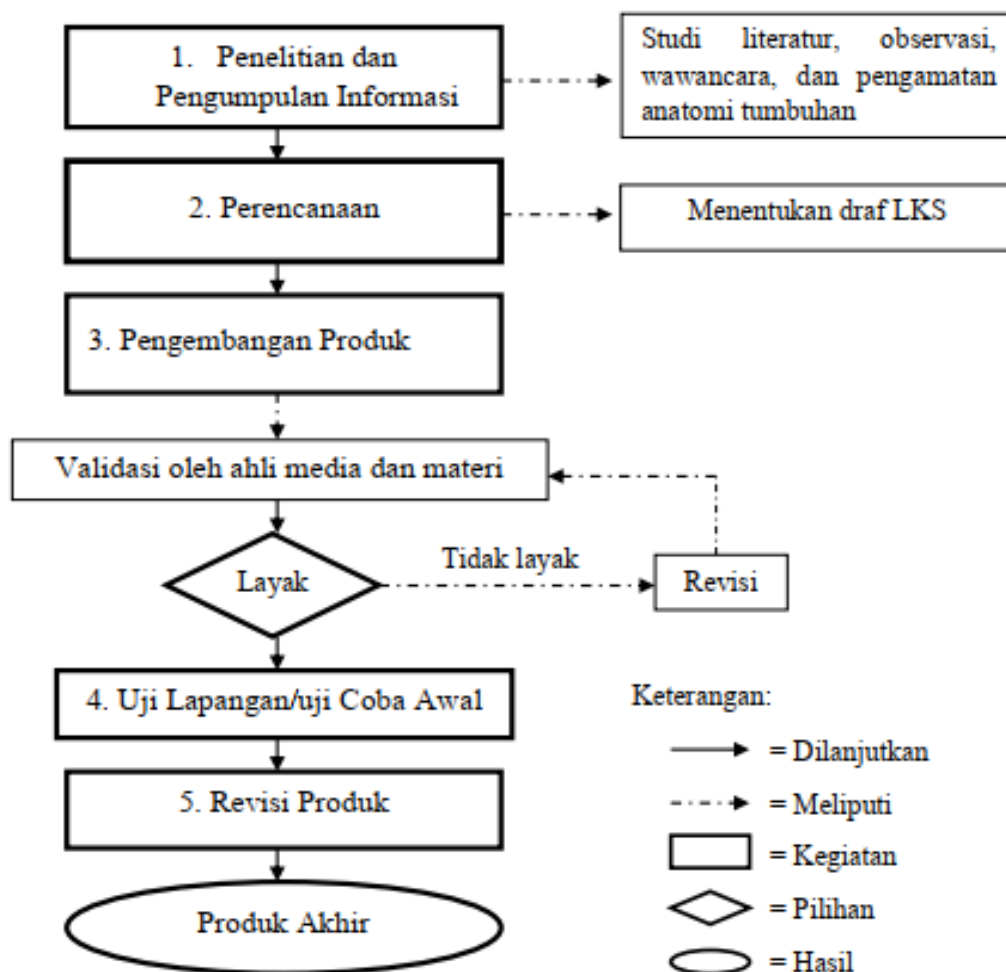 1. Penelitian dan
Pengumpulan Informasi
Studi literatur, observasi,
wawancara, dan pengamatan
anatomi tumbuhan
2. Perencanaan
Menentukan draf LKS
3. Pengembangan Produk
Validasi oleh ahli media dan materi
Layak
Tidak layak
Revisi
4. Uji Lapangan/uji Coba Awal
5. Revisi Produk
Produk Akhir
Keterangan:
= Dilanjutkan
= Meliputi
= Kegiatan
= Pilihan
= Hasil